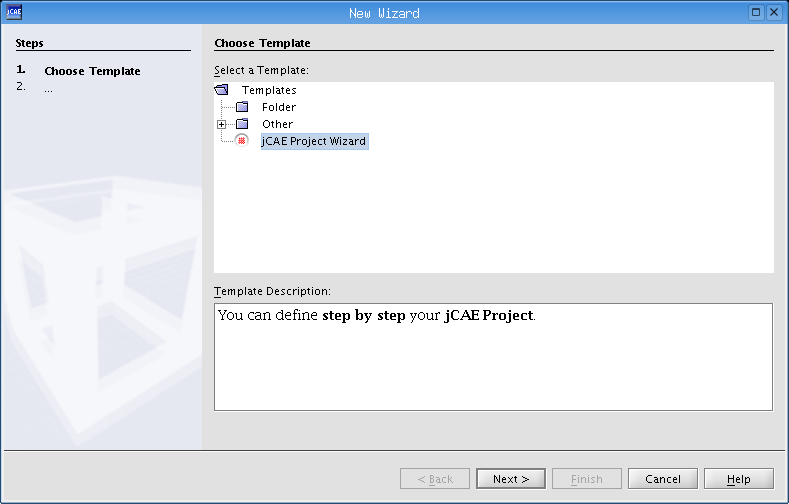 jCAE
New Wizard
Steps
1. Choose Template
2. ...
Choose Template
Select a Template:
Templates
Folder
Other
jCAE Project Wizard
Template Description:
You can define step by step your jCAE Project.
< Back
Next >
Finish
Cancel
Help